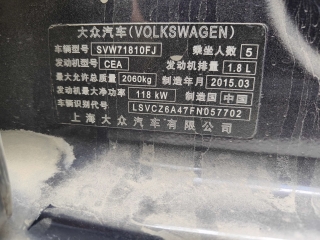 大众汽车(VOLKSWAGEN)
车辆型号 SVW71810FJ 乘坐人数 5
发动机型号 CEA 发动机排量 1.8 L
最大允许总质量 2060kg 制造年月 2015.03
发动机最大净功率 118 kW 制造国 中国
车辆识别代号 LSVCZ6A47FN057702
上海大众汽车有限公司